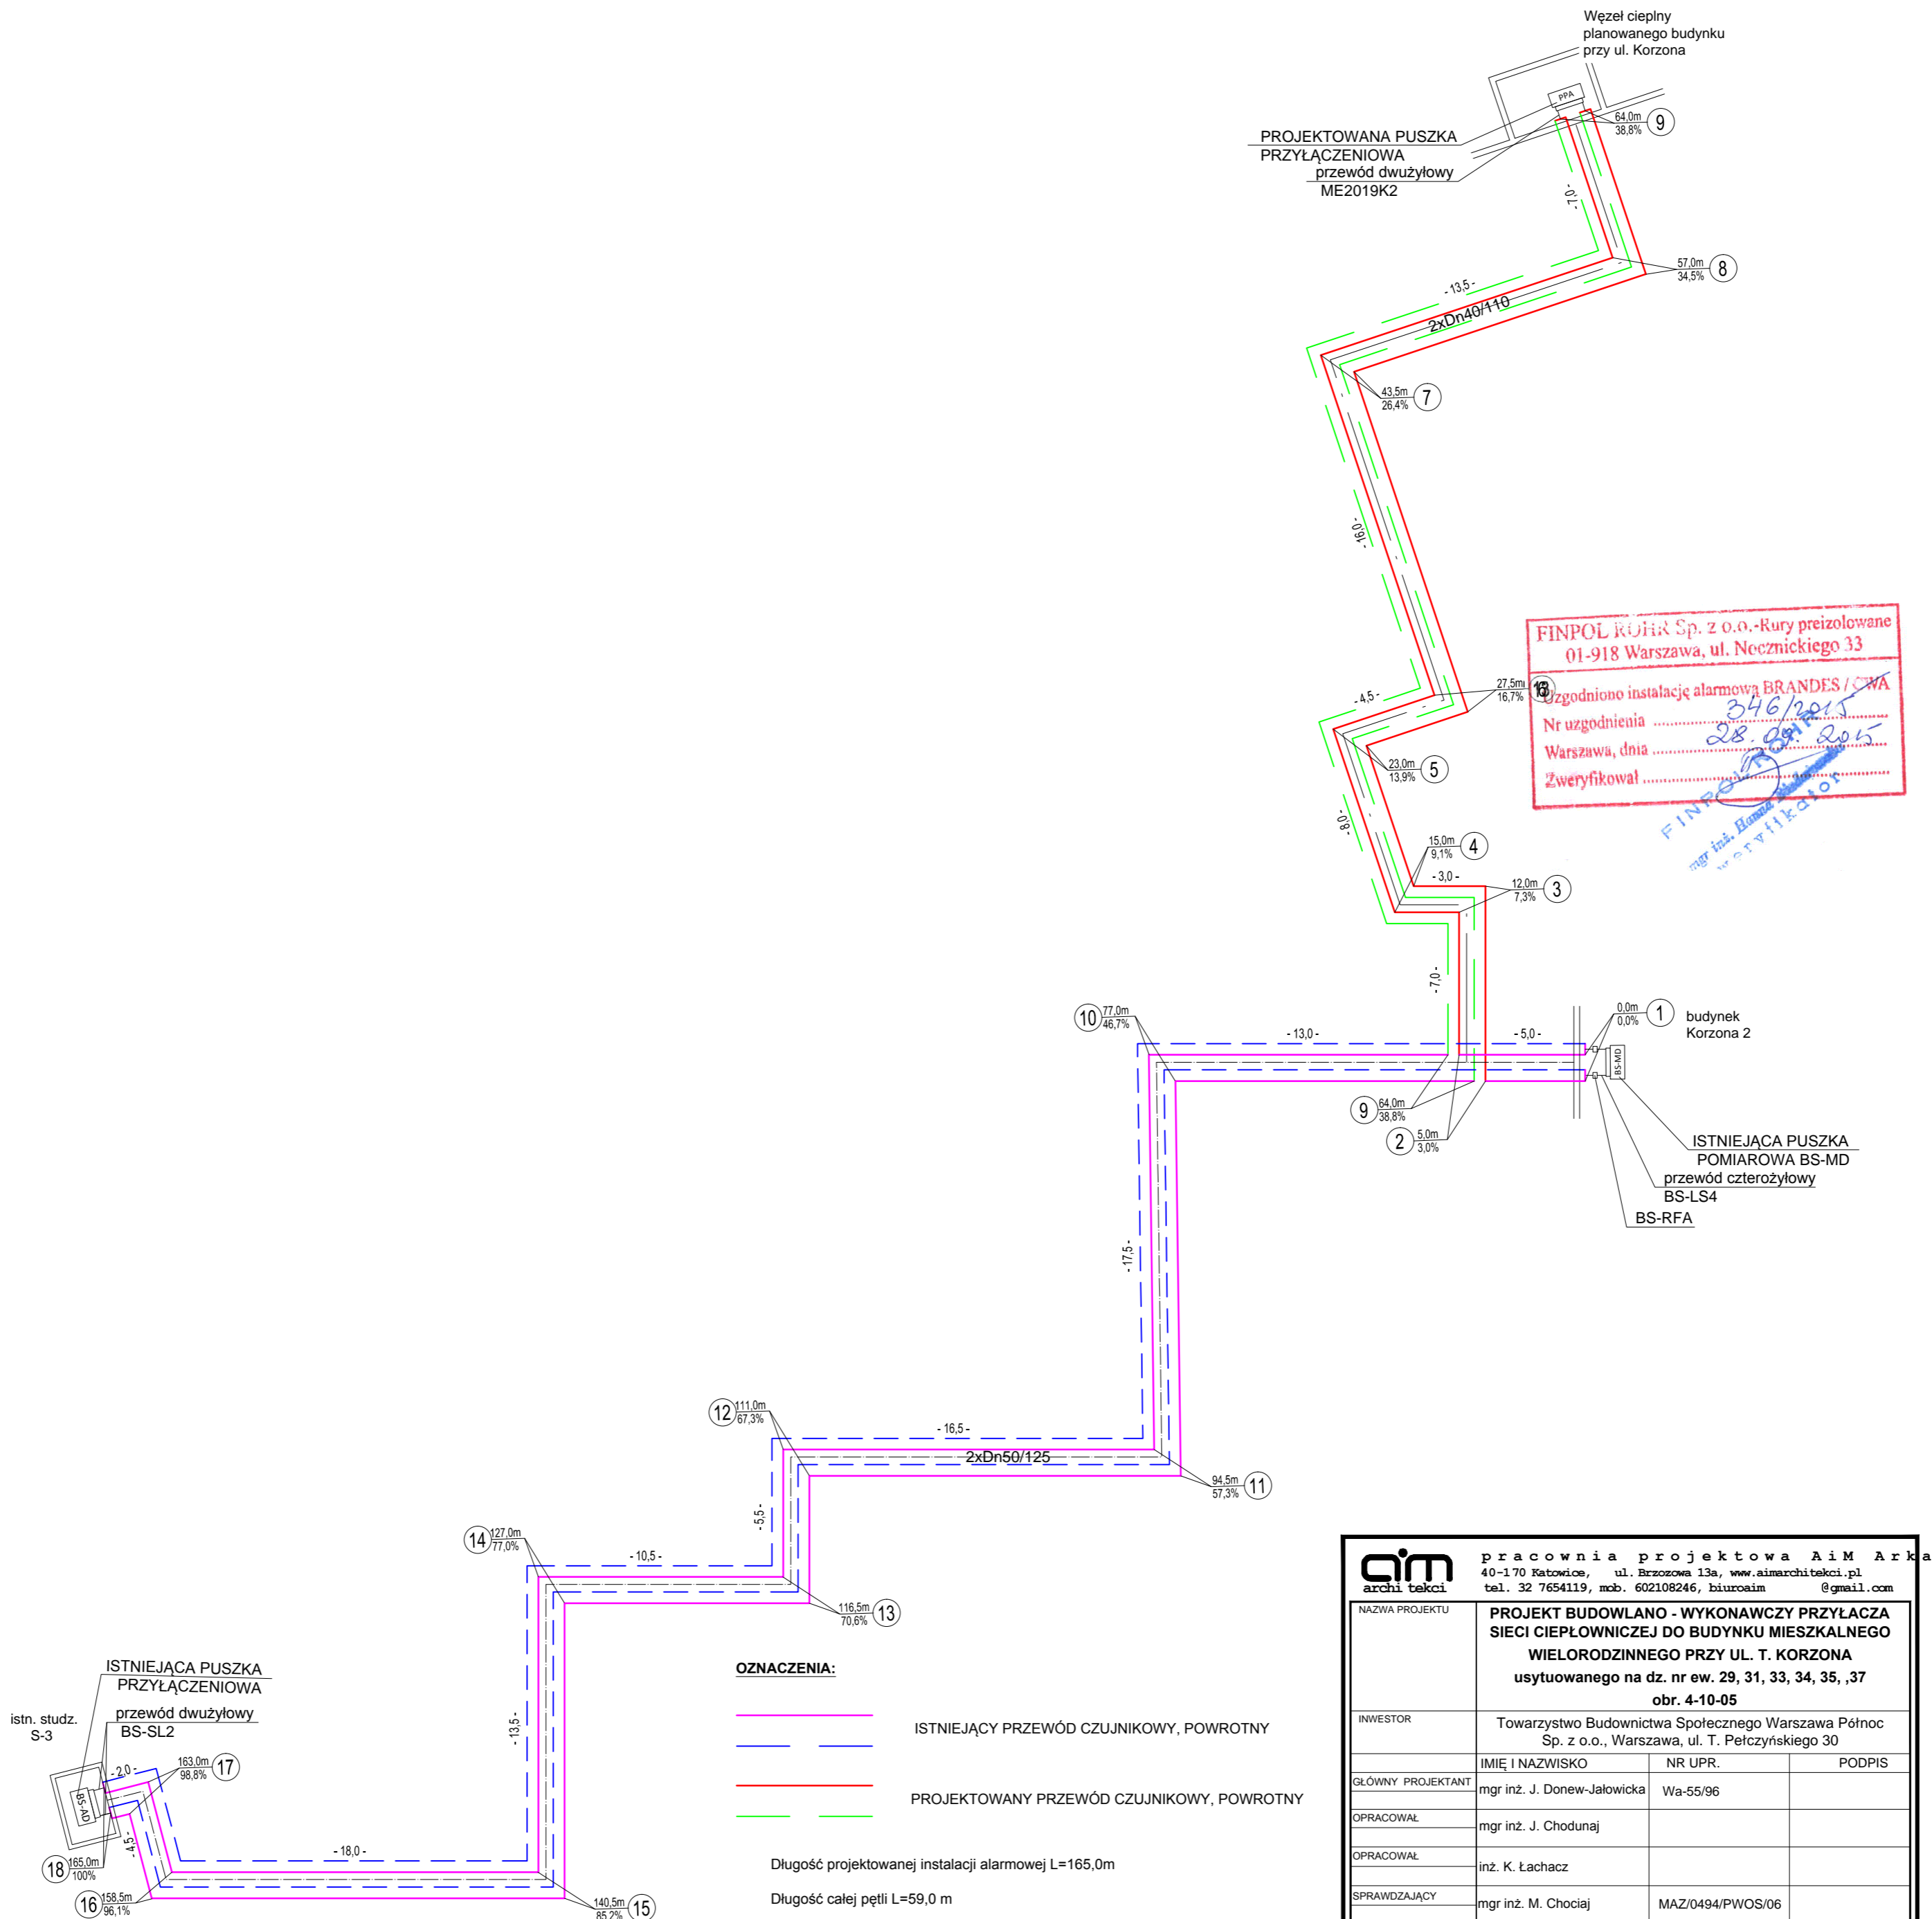 Węzeł cieplny
planowanego budynku
przy ul. Korzona
PPA
64,0m
38,8%
9
PROJEKTOWANA PUSZKA
PRZYŁĄCZENIOWA
przewód dwużyłowy
ME2019K2
- 7,0 -
57,0m
34,5%
8
- 13,5 -
2xDn40/110
43,5m
26,4%
7
- 16,0 -
27,5m
16,7%
- 4,5 -
FINPOL ROHR Sp. z o.o.-Rury preizolowane
01-918 Warszawa, ul. Nocznickiego 33
Uzgodniono instalację alarmową BRANDES / CWA
Nr uzgodnienia 346/2015
Warszawa, dnia 28. 09. 2015
Zweryfikował
FINPOL ROHR
mgr inż. Hanna
weryfikator
23,0m
13,9%
5
- 8,0 -
15,0m
9,1%
4
- 3,0 -
12,0m
7,3%
3
- 7,0 -
10
77,0m
46,7%
- 13,0 -
- 5,0 -
0,0m
0,0%
1
budynek
Korzona 2
BS-MD
9
64,0m
38,8%
2
5,0m
3,0%
ISTNIEJĄCA PUSZKA
POMIAROWA BS-MD
przewód czterożyłowy
BS-LS4
BS-RFA
- 17,5 -
12
111,0m
67,3%
- 16,5 -
2xDn50/125
94,5m
57,3%
11
- 5,5 -
14
127,0m
77,0%
- 10,5 -
116,5m
70,6%
13
- 13,5 -
ISTNIEJĄCA PUSZKA
PRZYŁĄCZENIOWA
istn. studz.
S-3
przewód dwużyłowy
BS-SL2
- 2,0 -
163,0m
98,8%
17
BS-AD
- 4,5 -
18
165,0m
100%
- 18,0 -
16
158,5m
96,1%
140,5m
85,2%
15
OZNACZENIA:
ISTNIEJĄCY PRZEWÓD CZUJNIKOWY, POWROTNY
PROJEKTOWANY PRZEWÓD CZUJNIKOWY, POWROTNY
Długość projektowanej instalacji alarmowej L=165,0m
Długość całej pętli L=59,0 m
aim
archi tekci
pracownia projektowa AiM Arka
40-170 Katowice, ul. Brzozowa 13a, www.aimarchitekci.pl
tel. 32 7654119, mob. 602108246, biuroaim @gmail.com
NAZWA PROJEKTU
PROJEKT BUDOWLANO - WYKONAWCZY PRZYŁACZA
SIECI CIEPŁOWNICZEJ DO BUDYNKU MIESZKALNEGO
WIELORODZINNEGO PRZY UL. T. KORZONA
usytuowanego na dz. nr ew. 29, 31, 33, 34, 35, ,37
obr. 4-10-05
INWESTOR
Towarzystwo Budownictwa Społecznego Warszawa Północ
Sp. z o.o., Warszawa, ul. T. Pełczyńskiego 30
IMIĘ I NAZWISKO NR UPR. PODPIS
GŁÓWNY PROJEKTANT mgr inż. J. Donew-Jałowicka Wa-55/96
OPRACOWAŁ mgr inż. J. Chodunaj
OPRACOWAŁ inż. K. Łachacz
SPRAWDZAJĄCY mgr inż. M. Chociaj MAZ/0494/PWOS/06